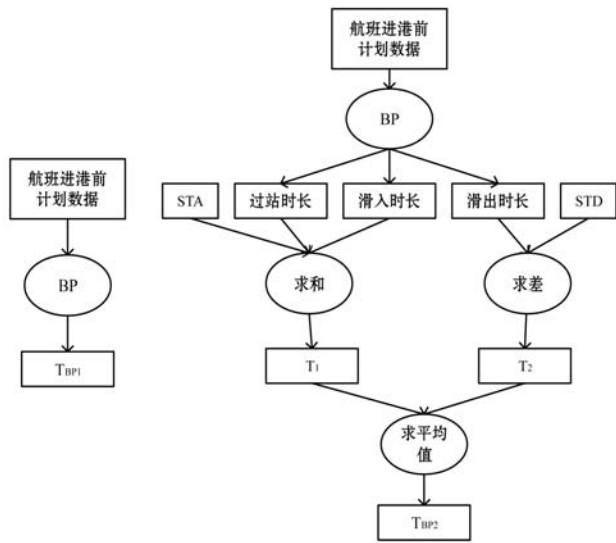 航班进港前
计划数据
BP
T_BP1
航班进港前
计划数据
BP
STA
过站时长
滑入时长
滑出时长
STD
求和
求差
T₁
T₂
求平均
值
T_BP2